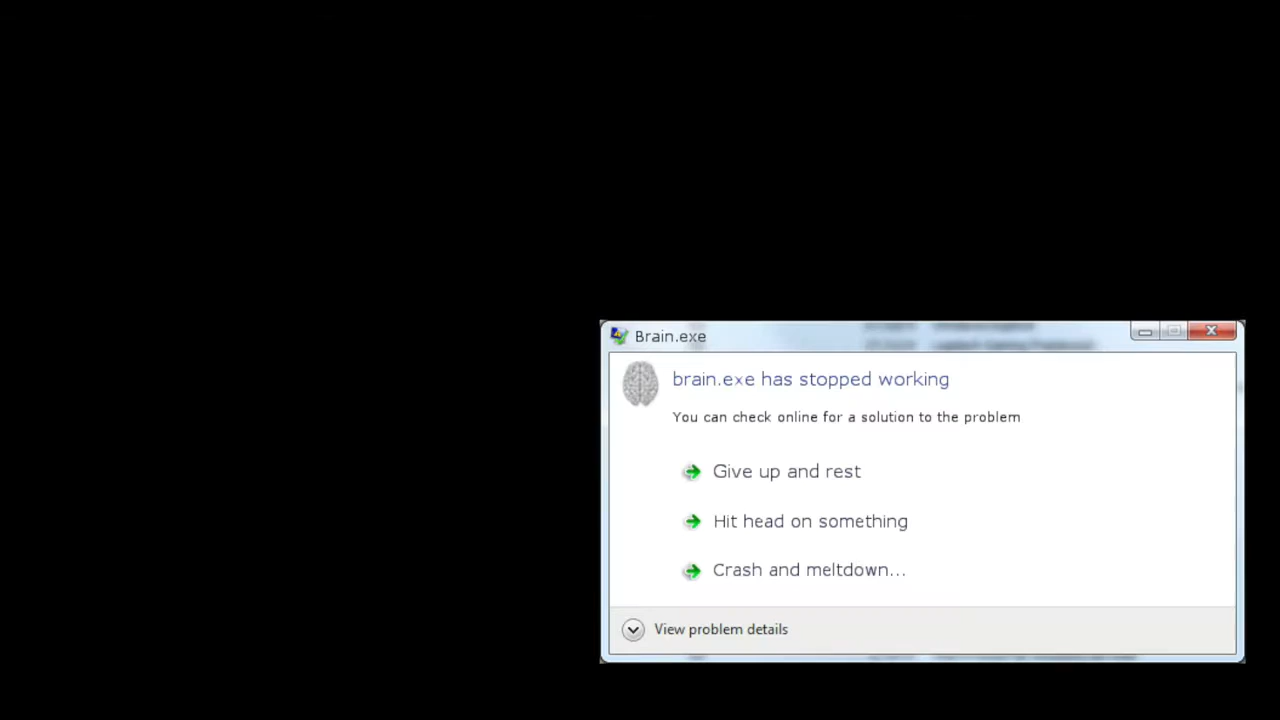 Brain.exe
brain.exe has stopped working
You can check online for a solution to the problem
Give up and rest
Hit head on something
Crash and meltdown...
View problem details